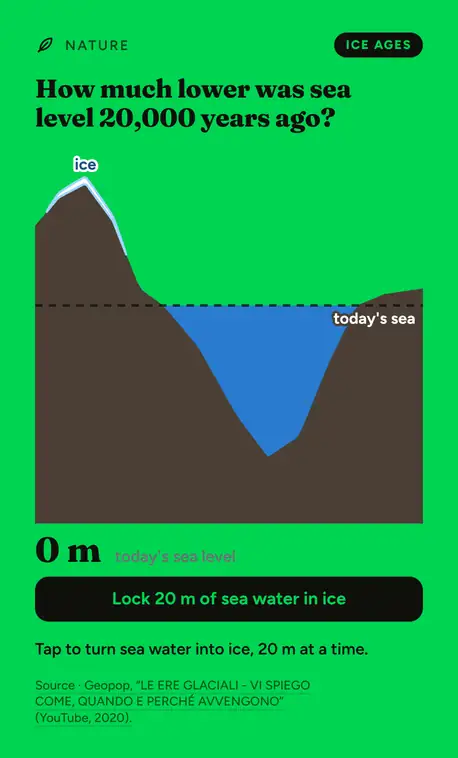 NATURE
ICE AGES
How much lower was sea
level 20,000 years ago?
ice
today's sea
0 m today's sea level
Lock 20 m of sea water in ice
Tap to turn sea water into ice, 20 m at a time.
Source · Geopop, "LE ERE GLACIALI - VI SPIEGO
COME, QUANDO E PERCHÉ AVVENGONO"
(YouTube, 2020).